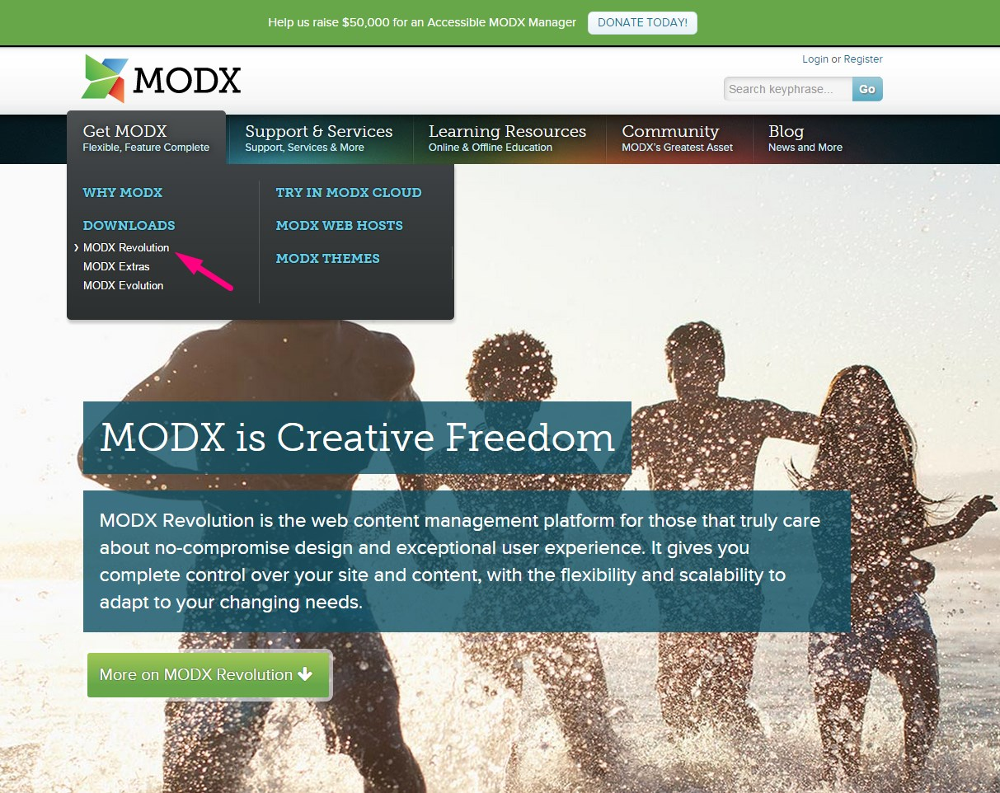 Help us raise $50,000 for an Accessible MODX Manager DONATE TODAY!
Login or Register
MODX
Search keyphrase... Go
Get MODX
Flexible, Feature Complete
Support & Services
Support, Services & More
Learning Resources
Online & Offline Education
Community
MODX's Greatest Asset
Blog
News and More
WHY MODX
DOWNLOADS
MODX Revolution
MODX Extras
MODX Evolution
TRY IN MODX CLOUD
MODX WEB HOSTS
MODX THEMES
MODX is Creative Freedom
MODX Revolution is the web content management platform for those that truly care
about no-compromise design and exceptional user experience. It gives you
complete control over your site and content, with the flexibility and scalability to
adapt to your changing needs.
More on MODX Revolution